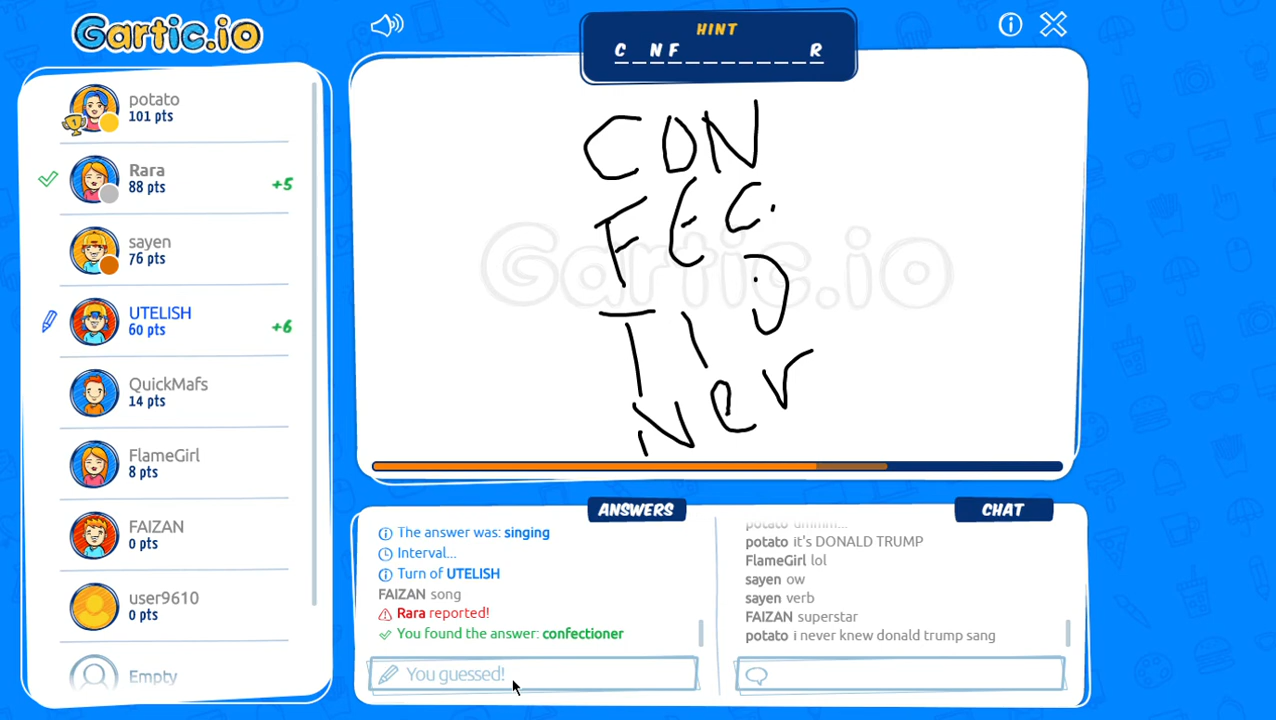 Gartic.io
HINT
C _ N F _ _ _ _ _ _ _ R
potato
101 pts
Rara
88 pts
+5
sayen
76 pts
UTELISH
60 pts
+6
QuickMafs
14 pts
FlameGirl
8 pts
FAIZAN
0 pts
user9610
0 pts
Empty
CON
FEC
TIO
Ner
Gartic.io
ANSWERS
The answer was: singing
Interval...
Turn of UTELISH
FAIZAN song
Rara reported!
You found the answer: confectioner
You guessed!
CHAT
potato ummm...
potato it's DONALD TRUMP
FlameGirl lol
sayen ow
sayen verb
FAIZAN superstar
potato i never knew donald trump sang